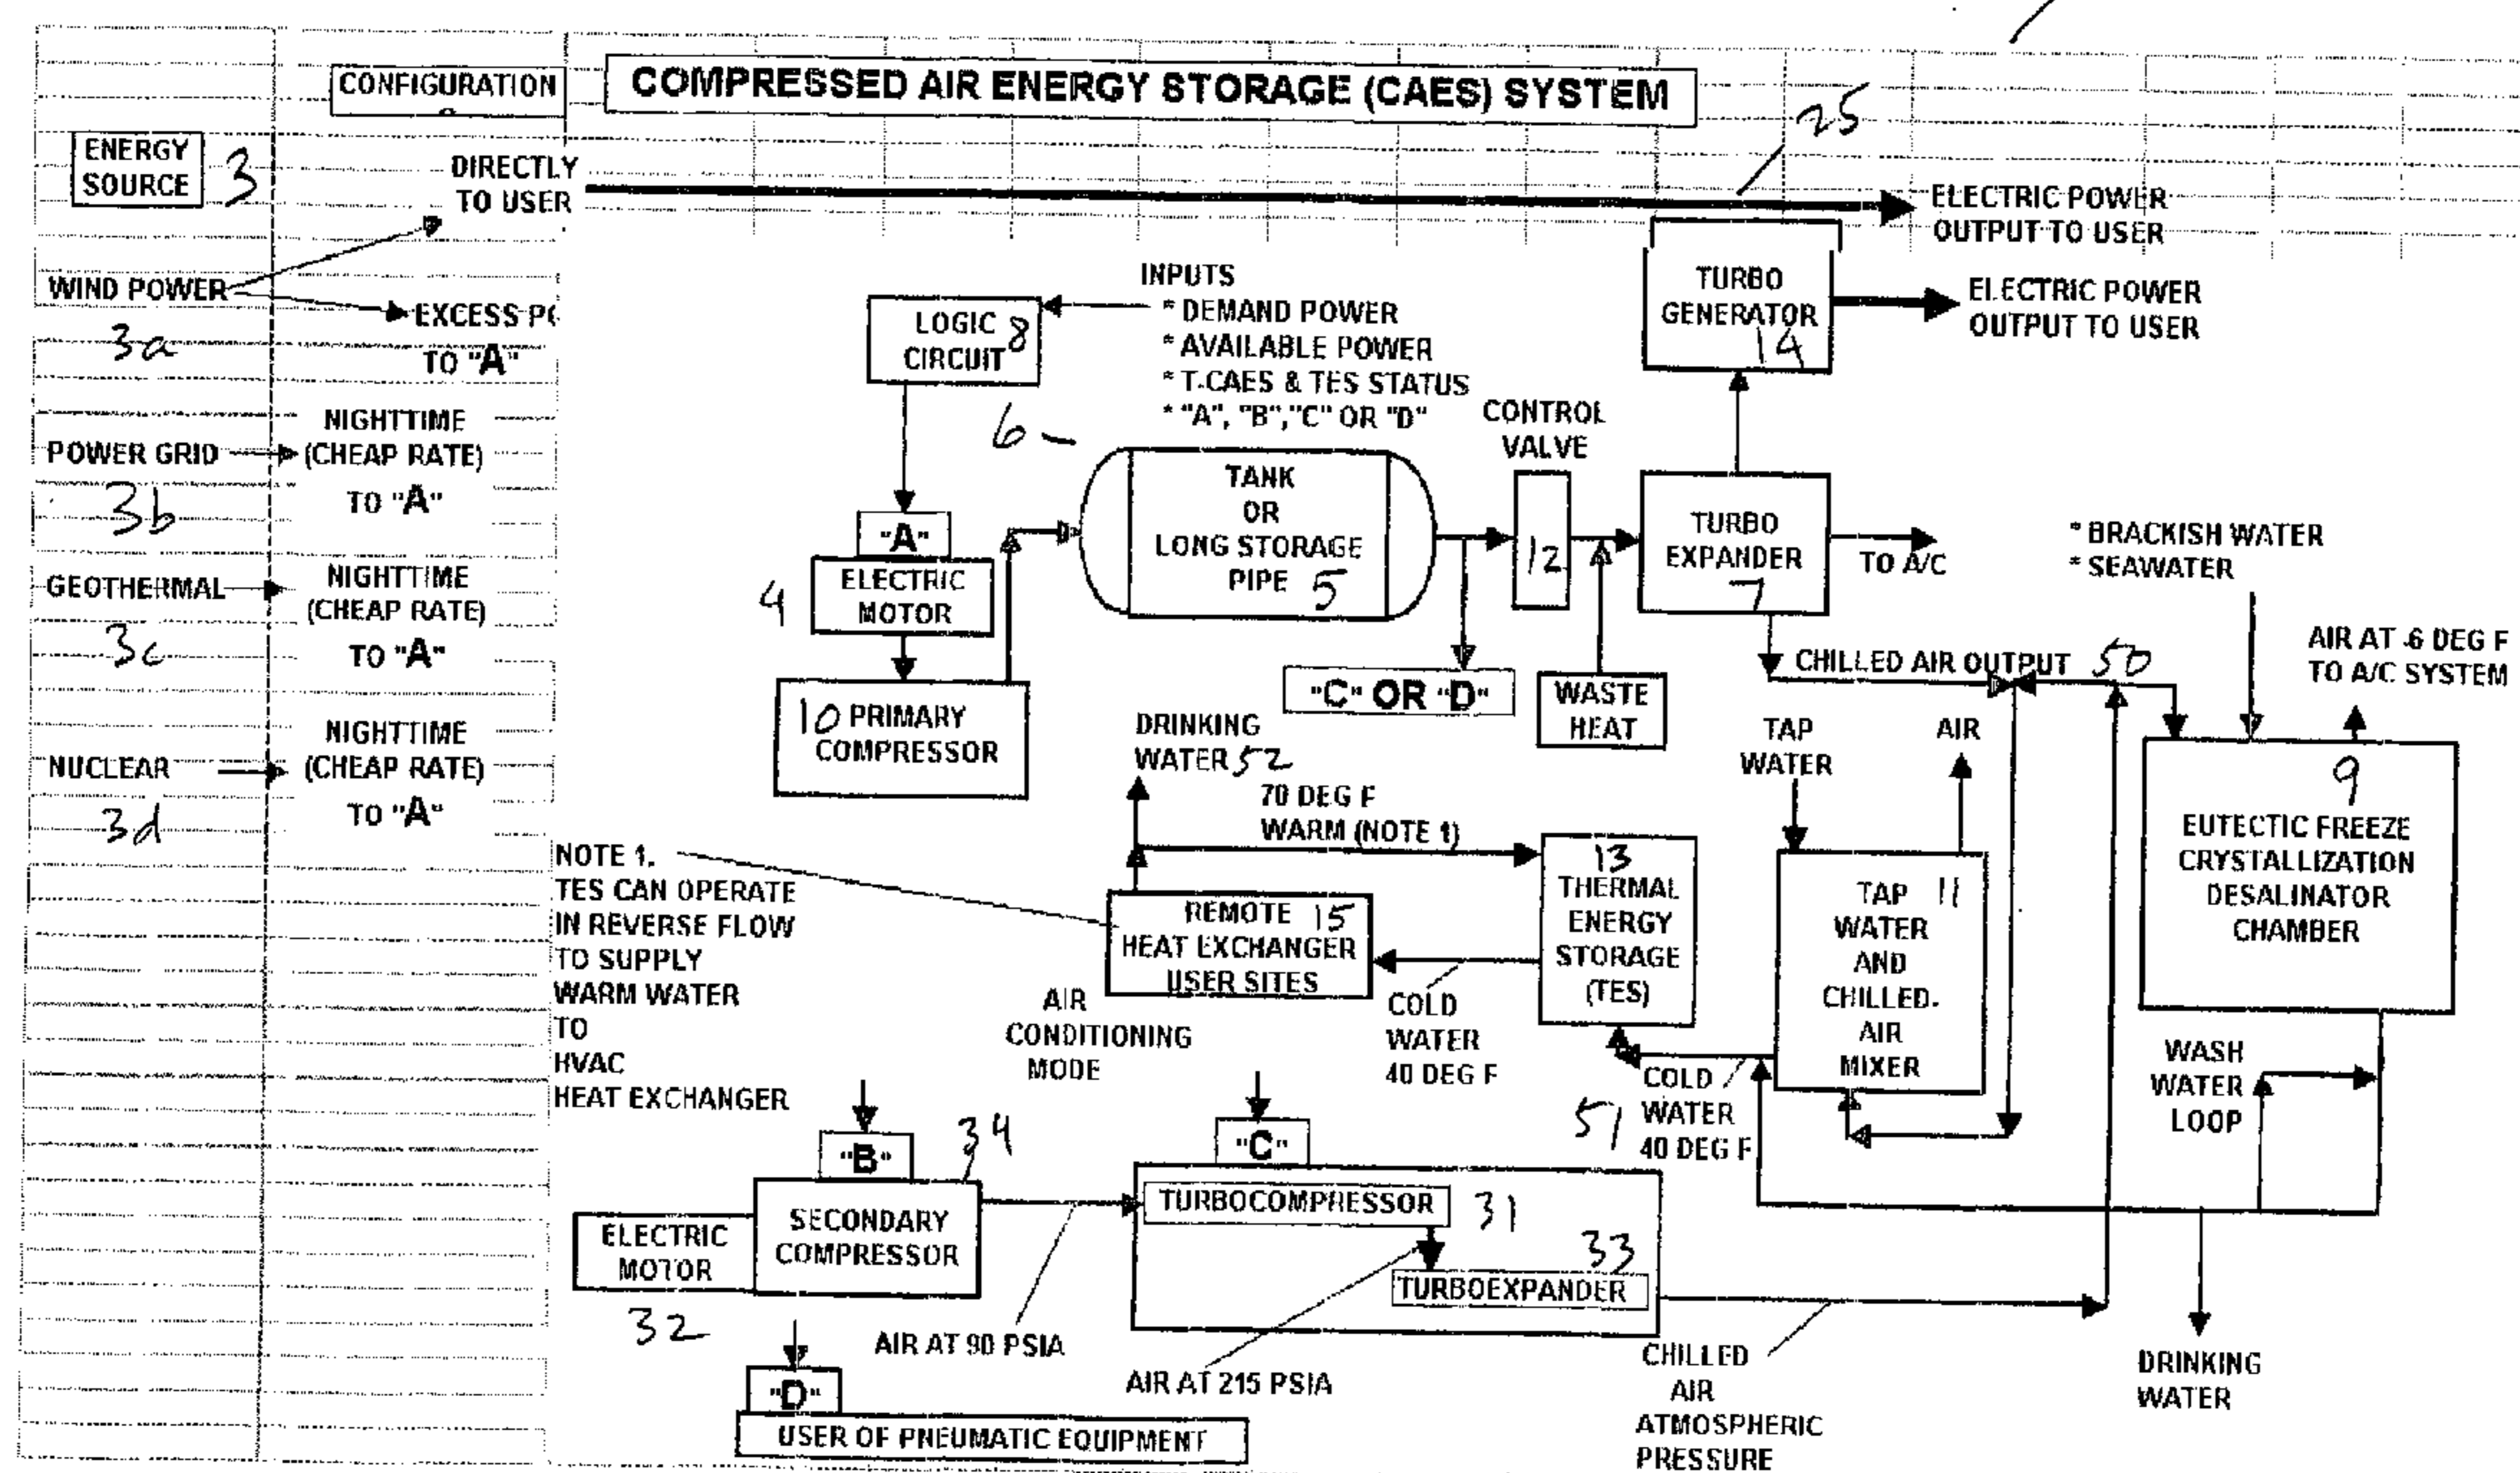 CONFIGURATION
COMPRESSED AIR ENERGY STORAGE (CAES) SYSTEM
25
ENERGY
SOURCE
3
DIRECTLY
TO USER
ELECTRIC POWER
OUTPUT TO USER
WIND POWER
3a
EXCESS
TO "A"
POWER GRID
3b
NIGHTTIME
(CHEAP RATE)
TO "A"
GEOTHERMAL
3c
NIGHTTIME
(CHEAP RATE)
TO "A"
NUCLEAR
3d
NIGHTTIME
(CHEAP RATE)
TO "A"
LOGIC
CIRCUIT 8
INPUTS
* DEMAND POWER
* AVAILABLE POWER
* T-CAES & TES STATUS
* "A", "B", "C" OR "D"
6
TURBO
GENERATOR
14
ELECTRIC POWER
OUTPUT TO USER
"A"
4
ELECTRIC
MOTOR
10 PRIMARY
COMPRESSOR
TANK
OR
LONG STORAGE
PIPE 5
CONTROL
VALVE
12
"C" OR "D"
WASTE
HEAT
TURBO
EXPANDER
7
TO A/C
CHILLED AIR OUTPUT 50
* BRACKISH WATER
* SEAWATER
AIR AT -6 DEG F
TO A/C SYSTEM
9
EUTECTIC FREEZE
CRYSTALLIZATION
DESALINATOR
CHAMBER
TAP
WATER
AIR
TAP 11
WATER
AND
CHILLED-
AIR
MIXER
DRINKING
WATER 52
70 DEG F
WARM (NOTE 1)
13
THERMAL
ENERGY
STORAGE
(TES)
REMOTE 15
HEAT EXCHANGER
USER SITES
AIR
CONDITIONING
MODE
COLD
WATER
40 DEG F
NOTE 1.
TES CAN OPERATE
IN REVERSE FLOW
TO SUPPLY
WARM WATER
TO
HVAC
HEAT EXCHANGER
51
COLD
WATER
40 DEG F
WASH
WATER
LOOP
"B"
34
ELECTRIC
MOTOR
32
SECONDARY
COMPRESSOR
AIR AT 90 PSIA
"C"
TURBOCOMPRESSOR 31
33
TURBOEXPANDER
AIR AT 215 PSIA
CHILLED
AIR
ATMOSPHERIC
PRESSURE
DRINKING
WATER
"D"
USER OF PNEUMATIC EQUIPMENT